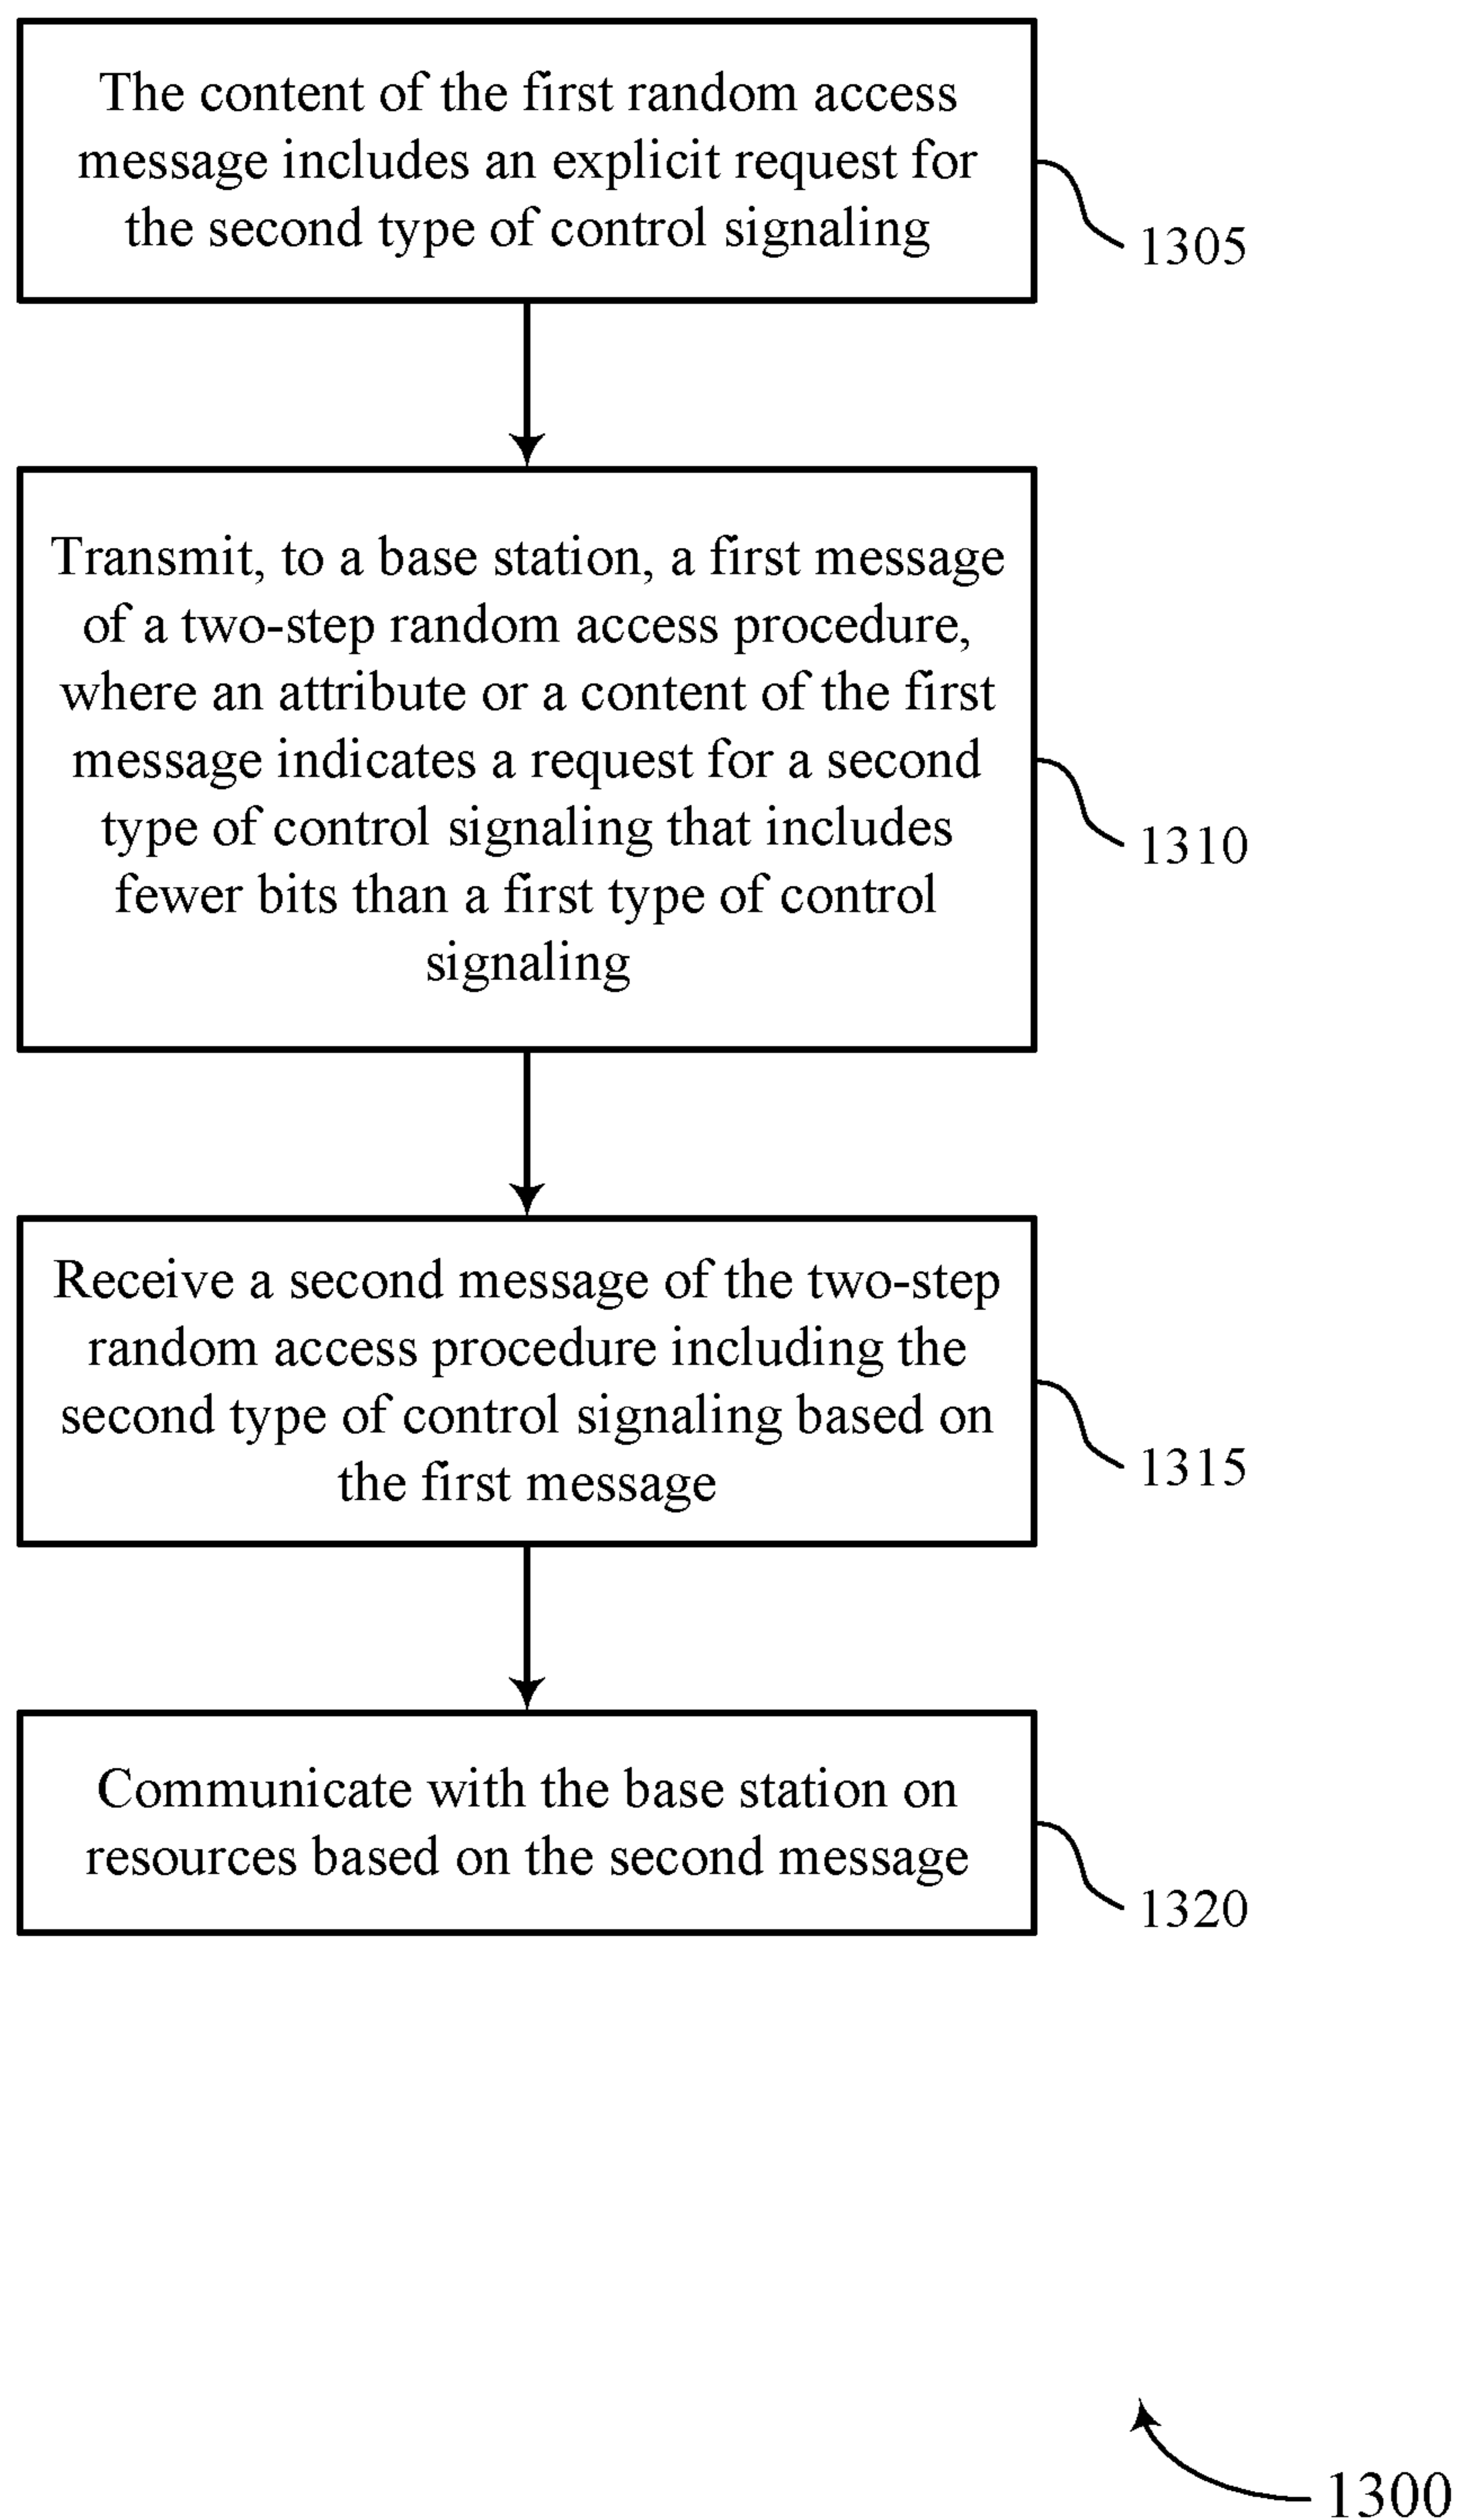 The content of the first random access
message includes an explicit request for
the second type of control signaling
1305
Transmit, to a base station, a first message
of a two-step random access procedure,
where an attribute or a content of the first
message indicates a request for a second
type of control signaling that includes
fewer bits than a first type of control
signaling
1310
Receive a second message of the two-step
random access procedure including the
second type of control signaling based on
the first message
1315
Communicate with the base station on
resources based on the second message
1320
1300